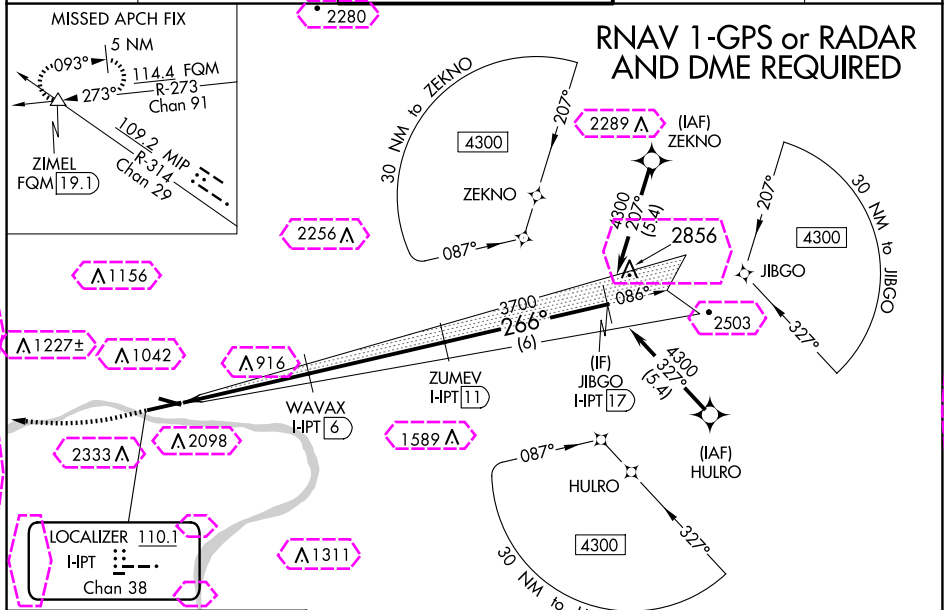 MISSED APCH FIX
5 NM
093°
114.4 FQM
R-273
273°
Chan 91
109.2 MIP
R-314
Chan 29
ZIMEL
FQM 19.1
2280
RNAV 1-GPS or RADAR
AND DME REQUIRED
30 NM to ZEKNO
4300
207°
ZEKNO
087°
2289
(IAF)
ZEKNO
4300
207°
(5.4)
2856
207°
30 NM to JIBGO
4300
JIBGO
327°
2256
1156
1227±
1042
916
3700
266°
(6)
086°
2503
WAVAX
I-IPT 6
ZUMEV
I-IPT 11
(IF)
JIBGO
I-IPT 17
4300
327°
(5.4)
(IAF)
HULRO
2333
2098
1589
087°
HULRO
327°
4300
30 NM to
LOCALIZER 110.1
I-IPT
Chan 38
1311